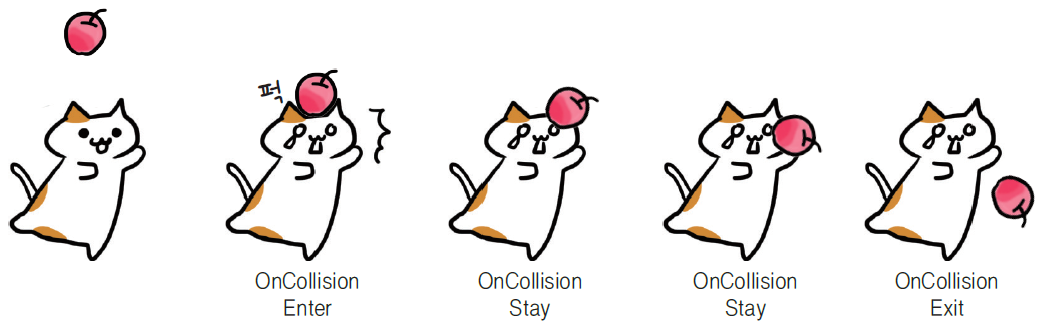 퍽
OnCollision
Enter
OnCollision
Stay
OnCollision
Stay
OnCollision
Exit